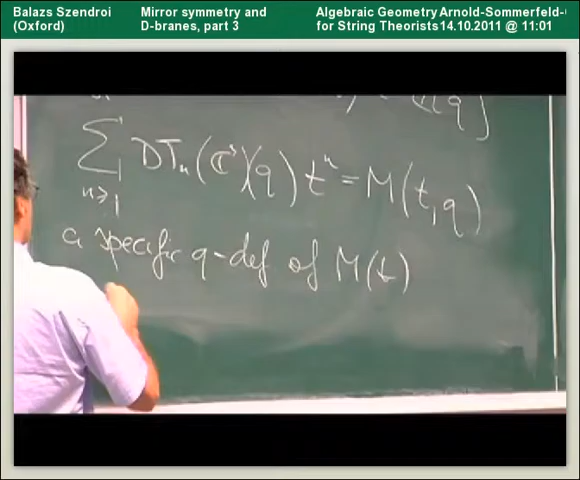 Balazs Szendroi
(Oxford)
Mirror symmetry and
D-branes, part 3
Algebraic Geometry Arnold-Sommerfeld-
for String Theorists 14.10.2011 @ 11:01
∑ DTₙ(ℂ³)(q) tⁿ = M(t,q)
n≥1
a specific q-def of M(t)